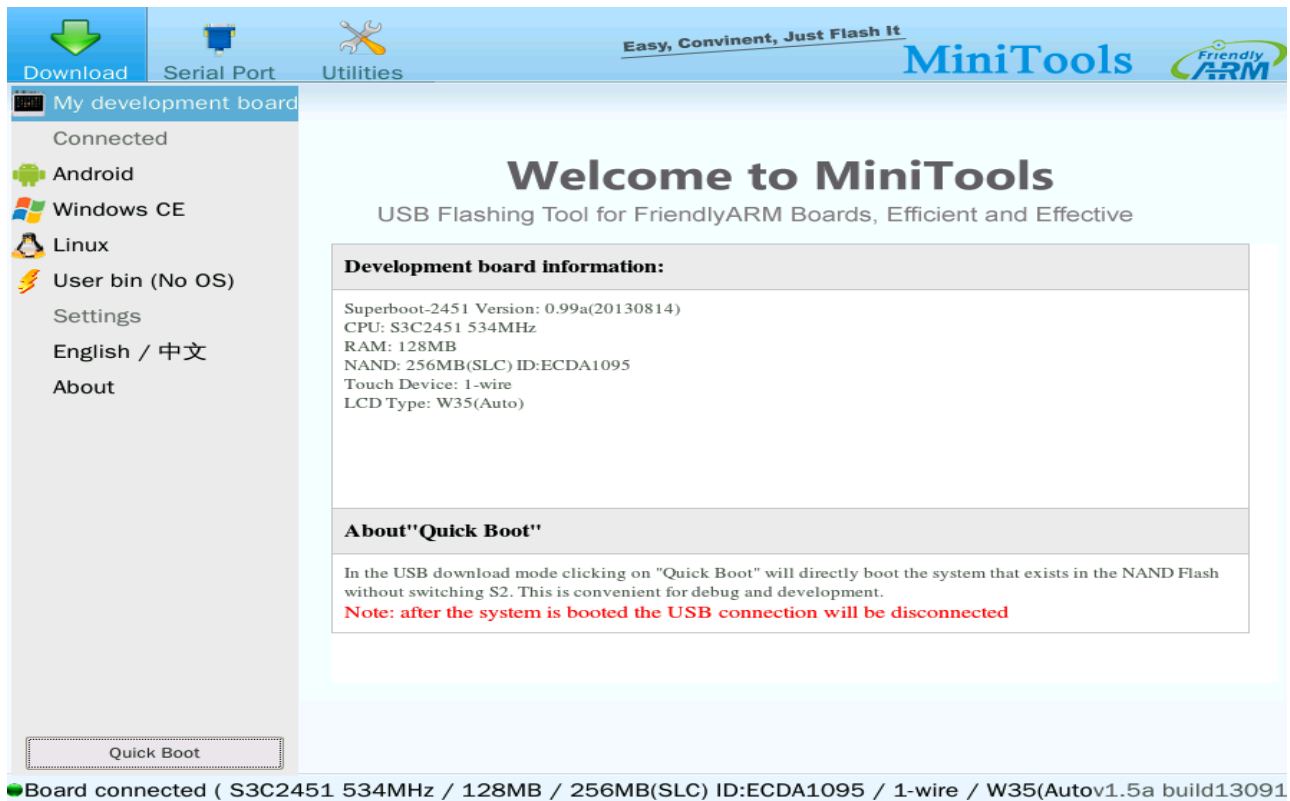 Download
Serial Port
Utilities
Easy, Convinent, Just Flash It
MiniTools
Friendly
ARM
My development board
Connected
Android
Windows CE
Linux
User bin (No OS)
Settings
English / 中文
About
Welcome to MiniTools
USB Flashing Tool for FriendlyARM Boards, Efficient and Effective
Development board information:
Superboot-2451 Version: 0.99a(20130814)
CPU: S3C2451 534MHz
RAM: 128MB
NAND: 256MB(SLC) ID:ECDA1095
Touch Device: 1-wire
LCD Type: W35(Auto)
About"Quick Boot"
In the USB download mode clicking on "Quick Boot" will directly boot the system that exists in the NAND Flash
without switching S2. This is convenient for debug and development.
Note: after the system is booted the USB connection will be disconnected
Quick Boot
Board connected ( S3C2451 534MHz / 128MB / 256MB(SLC) ID:ECDA1095 / 1-wire / W35(Autov1.5a build13091